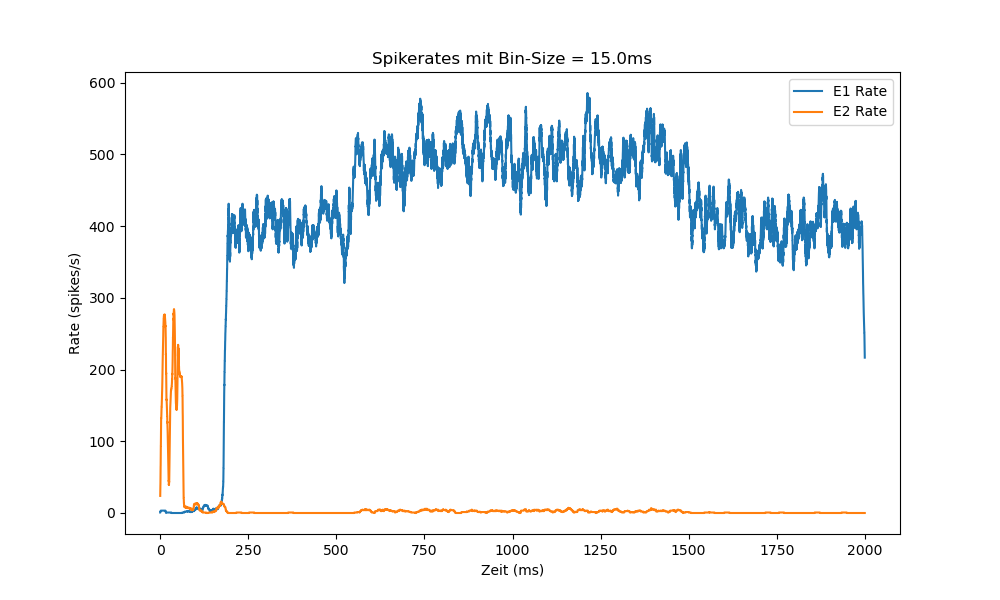 Spikerates mit Bin-Size = 15.0ms
E1 Rate
E2 Rate
600
500
400
300
200
100
0
Rate (spikes/s)
0 250 500 750 1000 1250 1500 1750 2000
Zeit (ms)